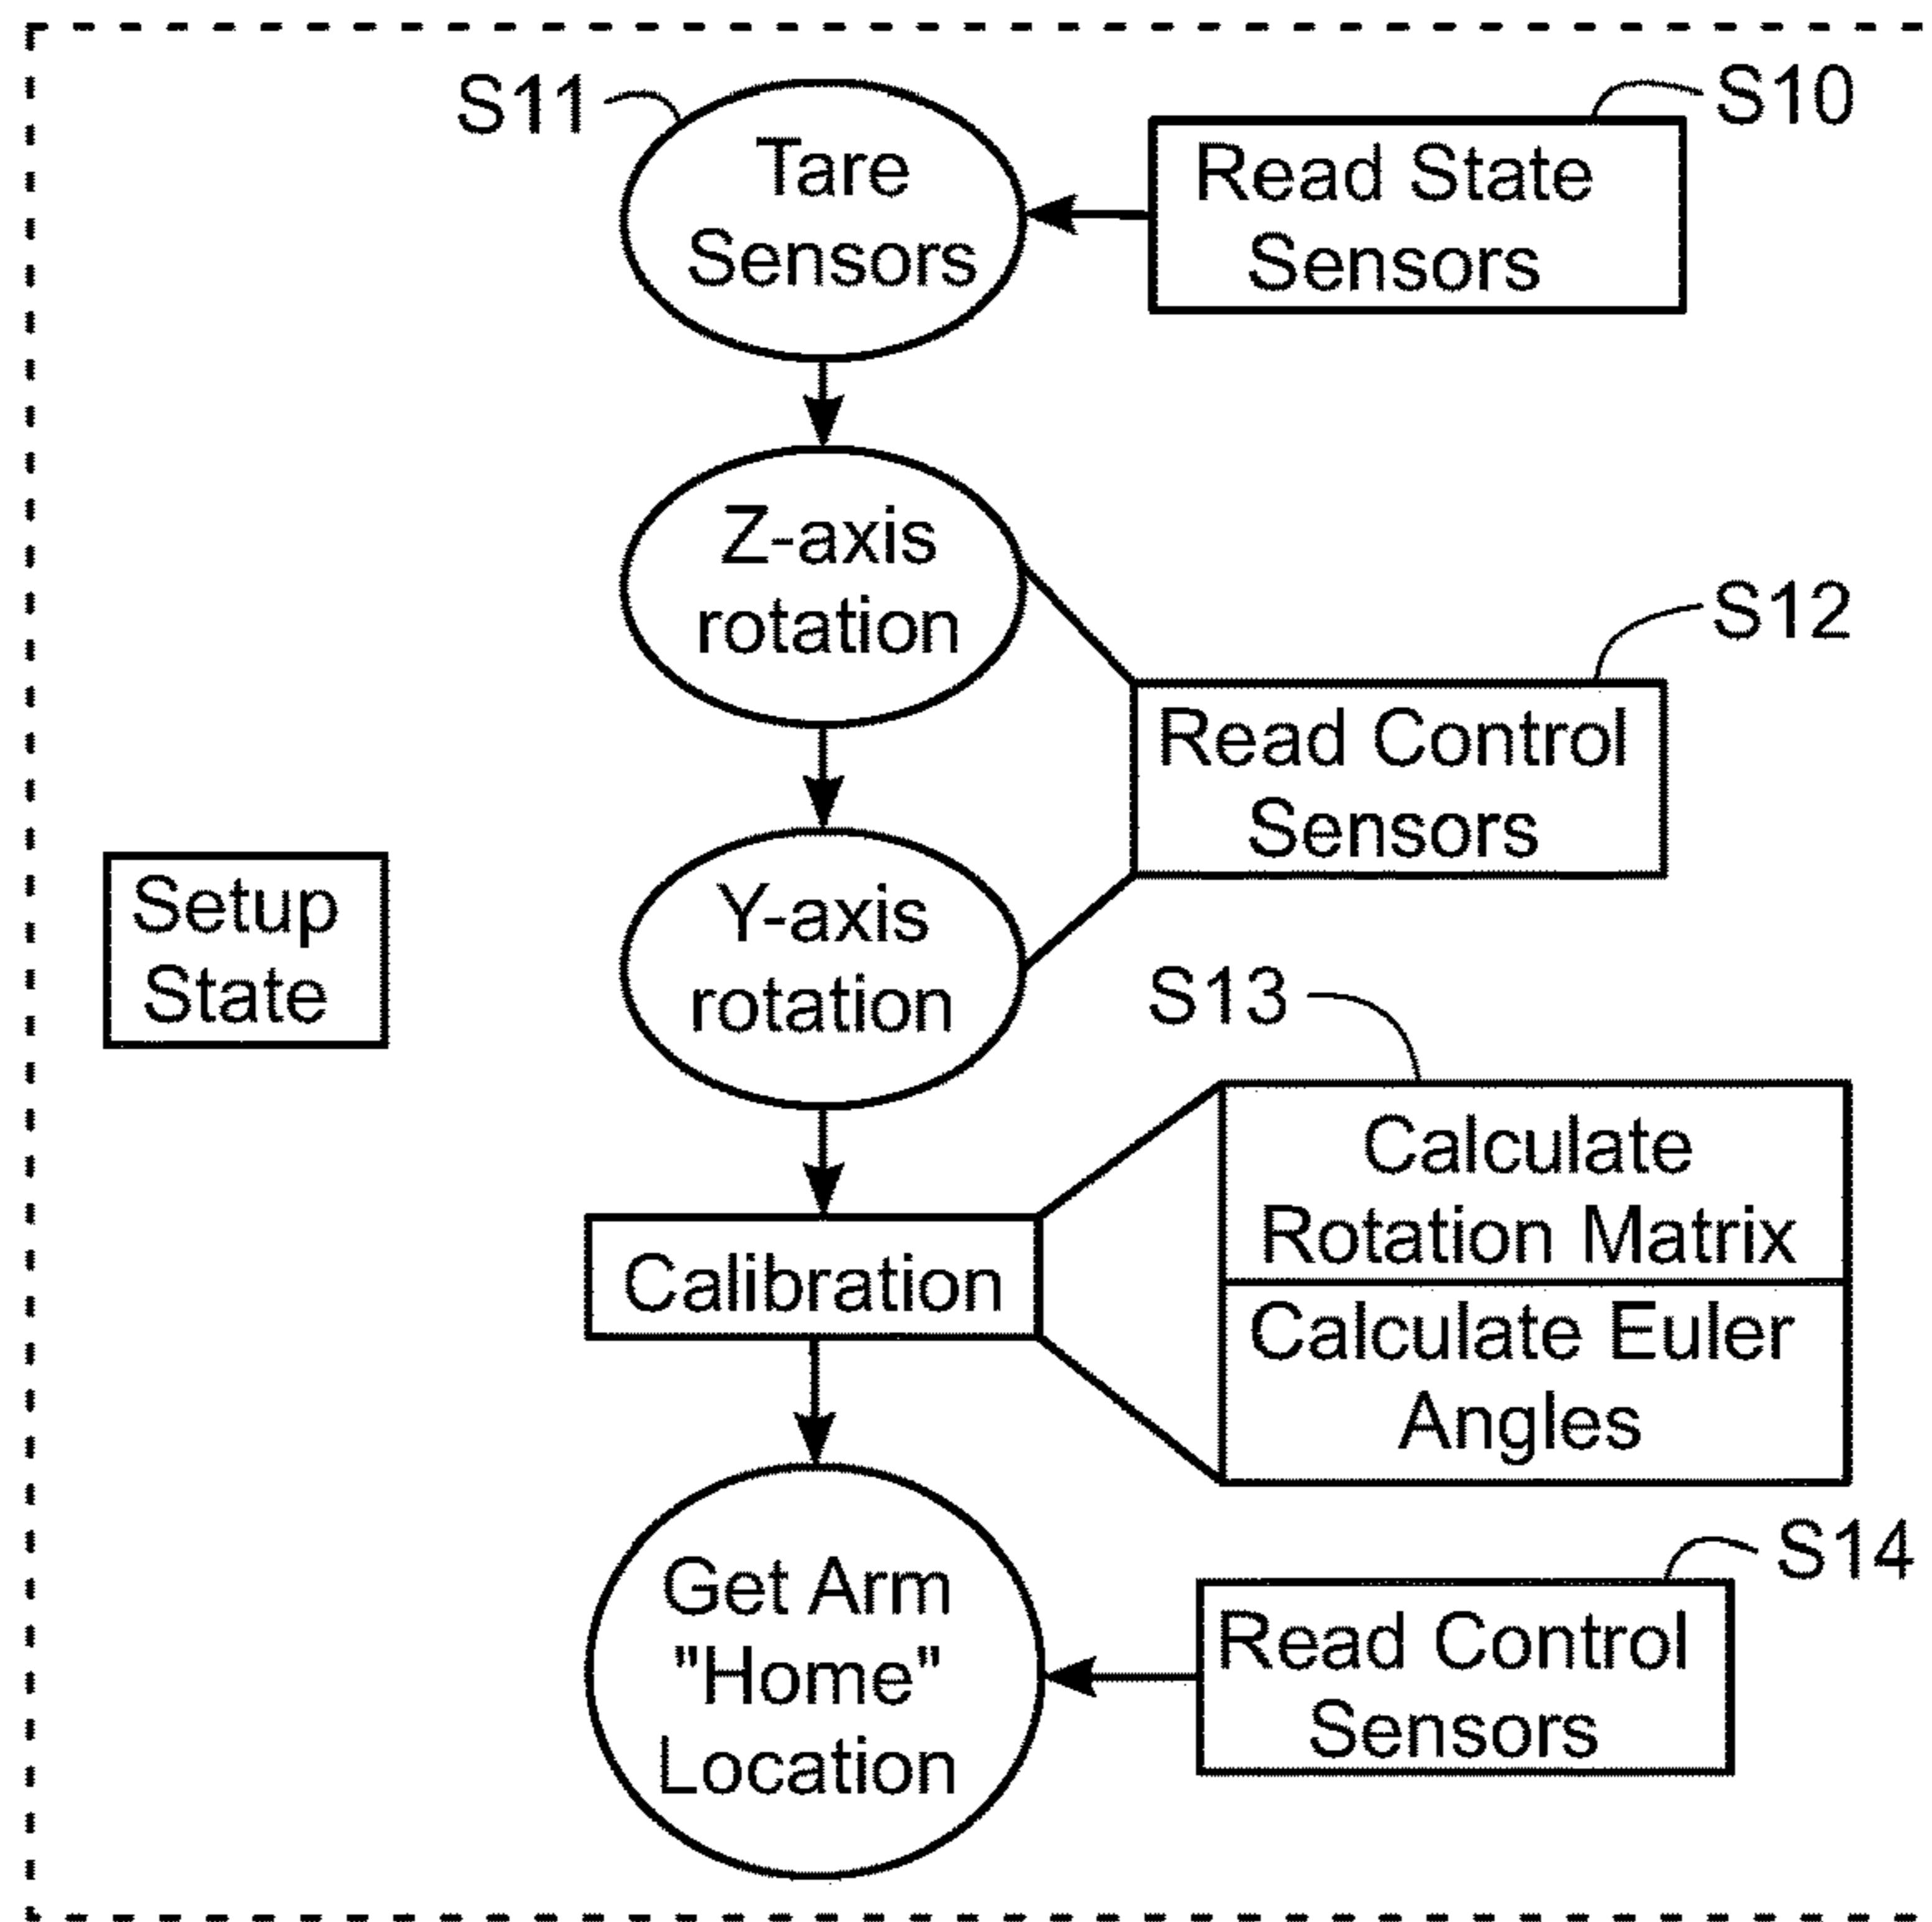 S11
S10
Tare
Sensors
Read State
Sensors
Z-axis
rotation
S12
Read Control
Sensors
Setup
State
Y-axis
rotation
S13
Calculate
Rotation Matrix
Calibration
Calculate Euler
Angles
S14
Get Arm
"Home"
Location
Read Control
Sensors